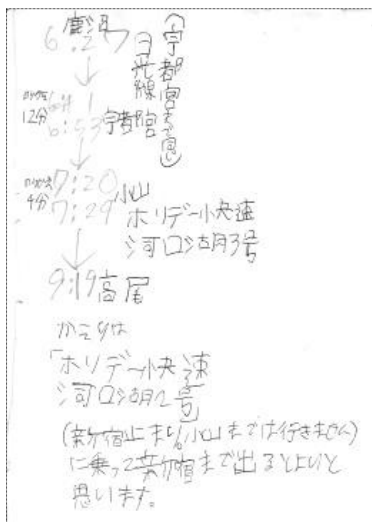 鹿沼
6:27
日光線
(宇都宮まで同じ)
↓
12分
6:53 宇都宮
↓
7:20 小山
7:29
4分
ホリデー快速
河口湖3号
↓
9:19 高尾
かえりは
「ホリデー快速
河口湖2号」
(新宿止まり。小山までは行きません)
に乗って新宿まで出るとよいと
思います。